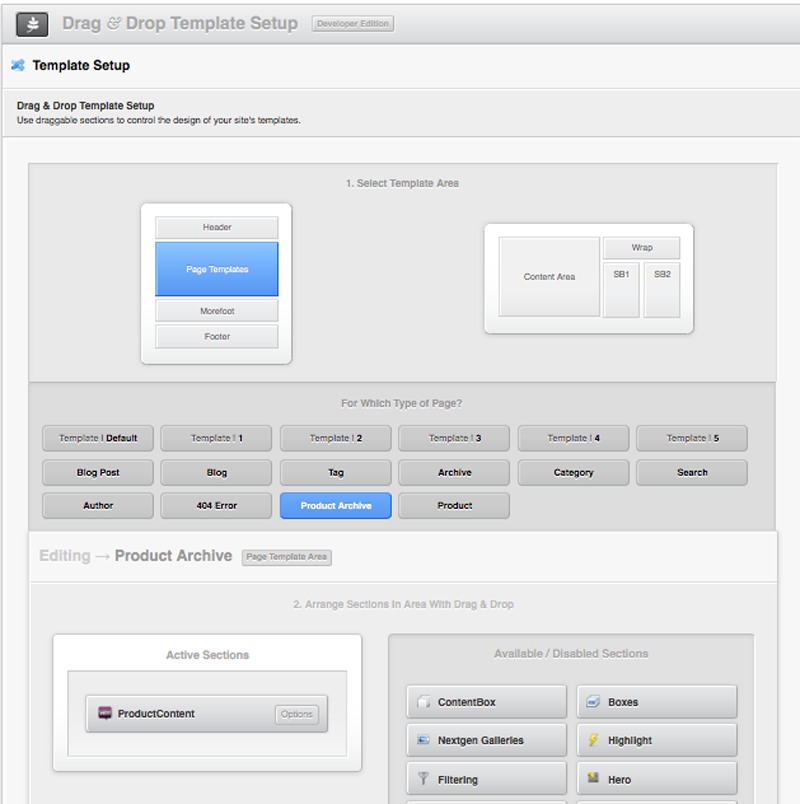 Drag & Drop Template Setup Developer Edition
Template Setup
Drag & Drop Template Setup
Use draggable sections to control the design of your site's templates.
1. Select Template Area
Header
Page Templates
Morefoot
Footer
Wrap
Content Area
SB1 SB2
For Which Type of Page?
Template | Default Template | 1 Template | 2 Template | 3 Template | 4 Template | 5
Blog Post Blog Tag Archive Category Search
Author 404 Error Product Archive Product
Editing → Product Archive Page Template Area
2. Arrange Sections In Area With Drag & Drop
Active Sections
ProductContent Options
Available / Disabled Sections
ContentBox Boxes
Nextgen Galleries Highlight
Filtering Hero